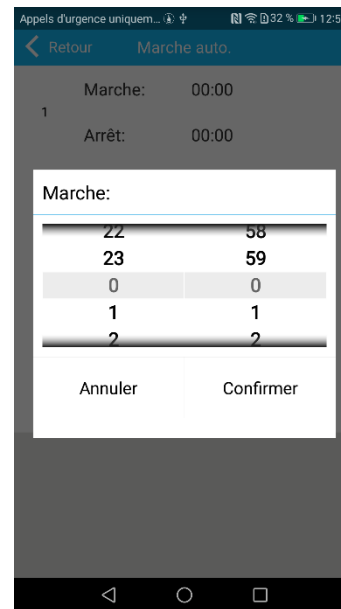 Appels d'urgence uniquem... 32 % 12:5
Retour Marche auto.
Marche: 00:00
1
Arrêt: 00:00
Marche:
22 58
23 59
0 0
1 1
2 2
Annuler Confirmer